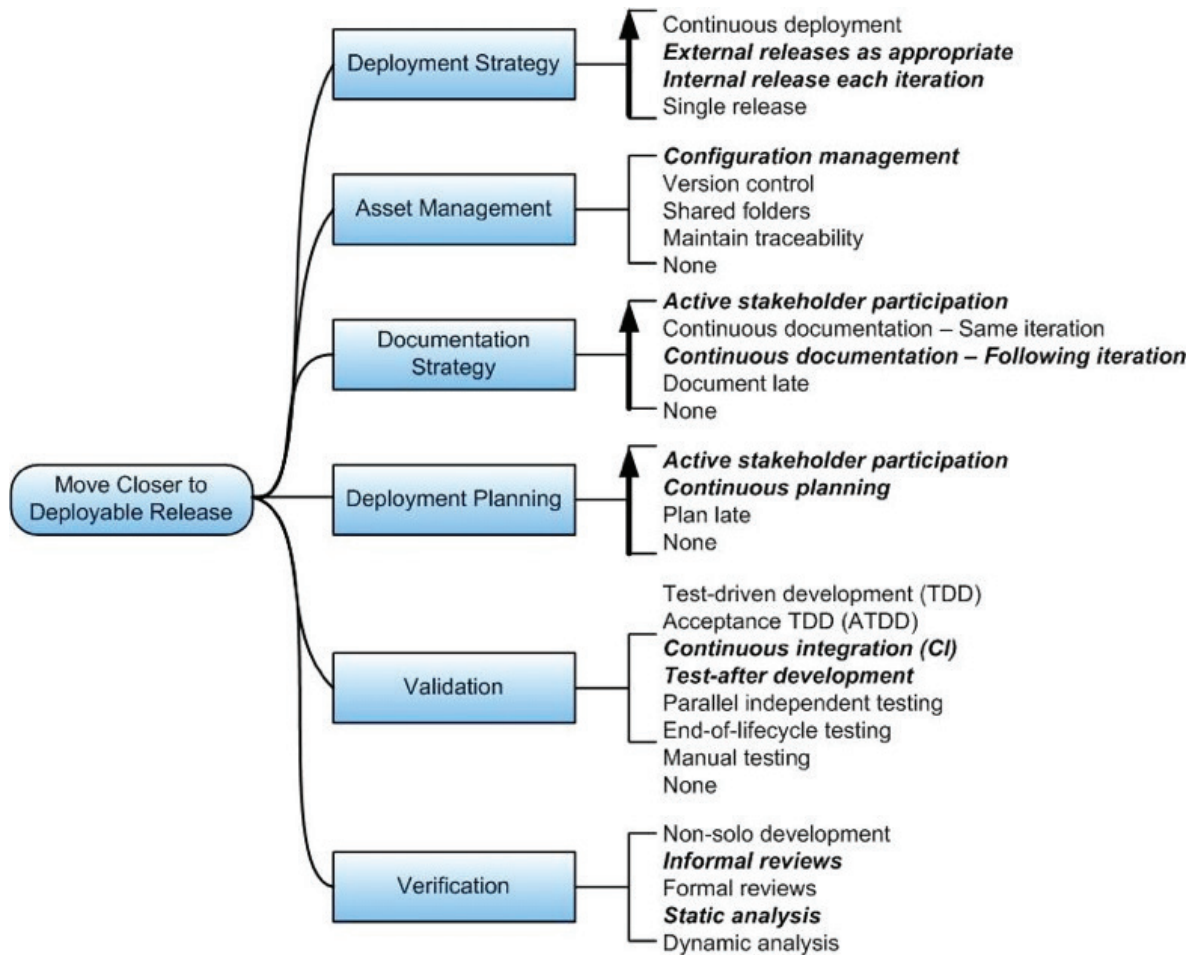 Continuous deployment
Deployment Strategy
External releases as appropriate
Internal release each iteration
Single release
Configuration management
Version control
Asset Management
Shared folders
Maintain traceability
None
Active stakeholder participation
Documentation
Strategy
Continuous documentation – Same iteration
Continuous documentation – Following iteration
Document late
None
Move Closer to
Deployable Release
Deployment Planning
Active stakeholder participation
Continuous planning
Plan late
None
Validation
Test-driven development (TDD)
Acceptance TDD (ATDD)
Continuous integration (CI)
Test-after development
Parallel independent testing
End-of-lifecycle testing
Manual testing
None
Verification
Non-solo development
Informal reviews
Formal reviews
Static analysis
Dynamic analysis